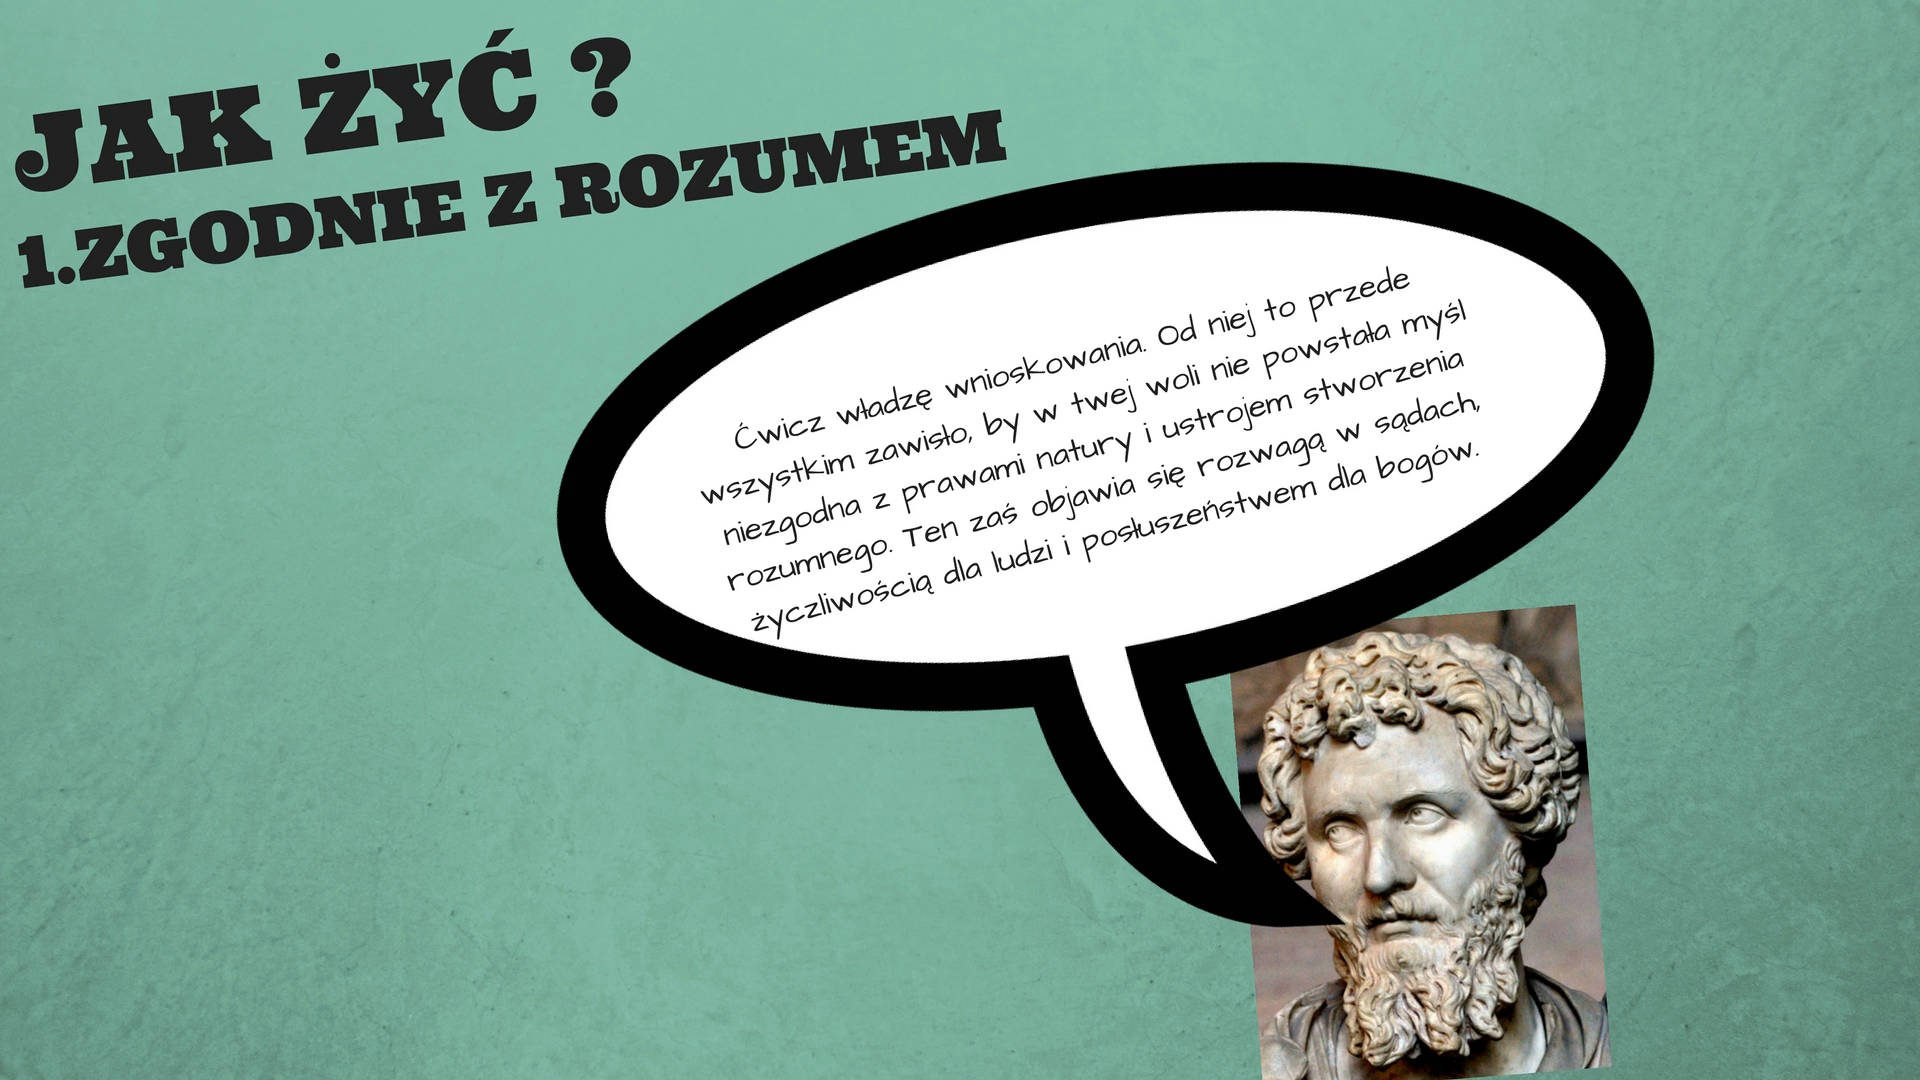 JAK ŻYĆ ?
1.ZGODNIE Z ROZUMEM
Ćwicz władzę wnioskowania. Od niej to przede
wszystkim zawisło, by w twej woli nie powstała myśl
niezgodna z prawami natury i ustrojem stworzenia
rozumnego. Ten zaś objawia się rozwagą w sądach,
życzliwością dla ludzi i posłuszeństwem dla bogów.